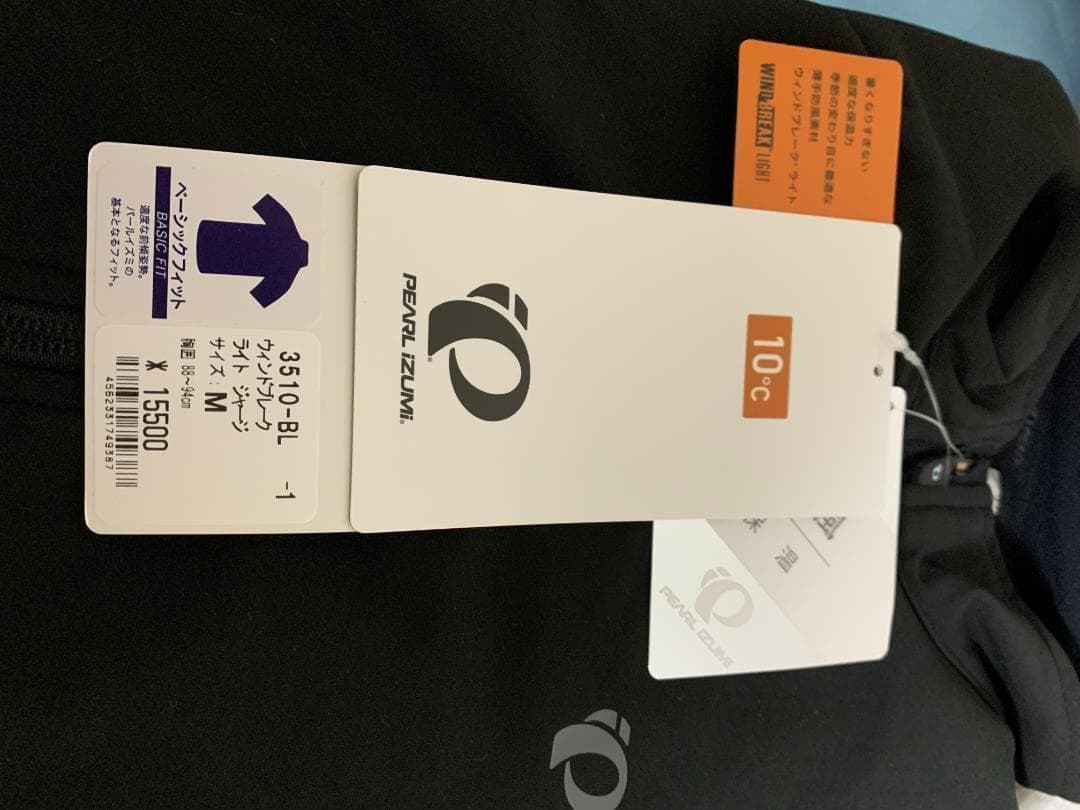 暑くなりすぎない
適度な保温力
季節の変わり目に最適な
薄手防風素材
ウィンドブレーク・ライト
WIND BREAK LIGHT
10°C
PEARL iZUMi®
ベーシックフィット
BASIC FIT
適度な前傾姿勢。
パールイズミの
基本となるフィット。
3510-BL -1
ウィンドブレーク
ライト ジャージ
サイズ：M
胸囲 88~94cm
¥ 15500
4562331749387
保 温
PEARL iZUMi